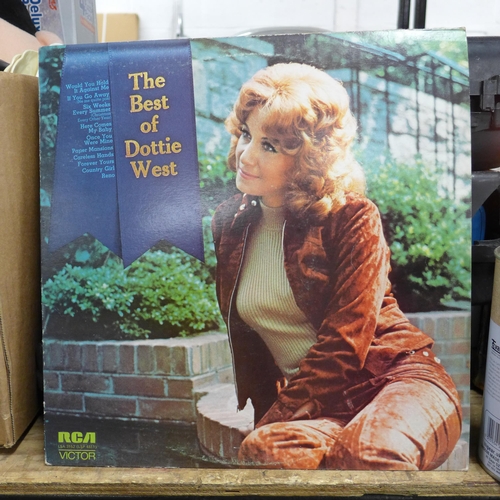 Would You Hold
It Against Me
If You Go Away
Six Weeks
Every Summer
Here Comes
My Baby
Once You
Were Mine
Paper Mansions
Careless Hands
Forever Yours
Country Girl
Reno
The
Best
of
Dottie
West
RCA
VICTOR